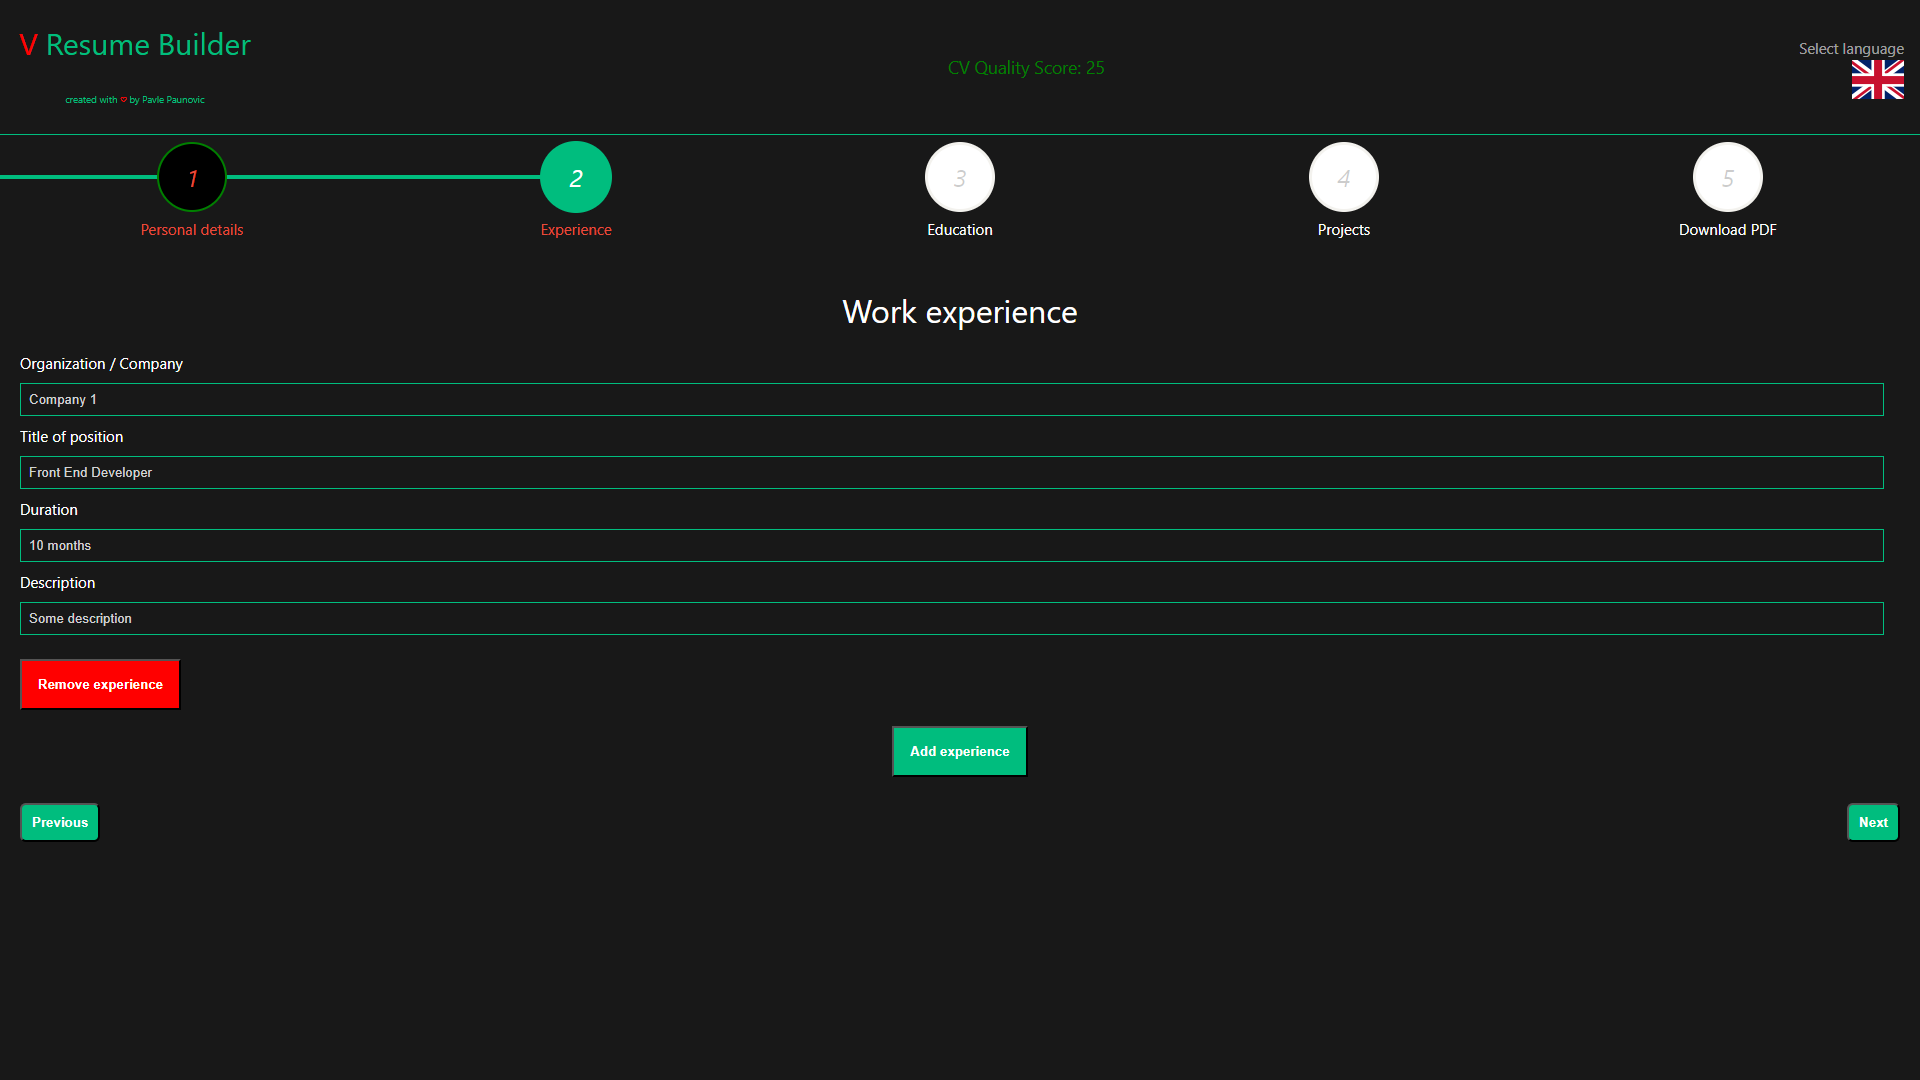 V Resume Builder
created with ♡ by Pavle Paunovic
CV Quality Score: 25
Select language
1
2
3
4
5
Personal details
Experience
Education
Projects
Download PDF
Work experience
Organization / Company
Company 1
Title of position
Front End Developer
Duration
10 months
Description
Some description
Remove experience
Add experience
Previous
Next